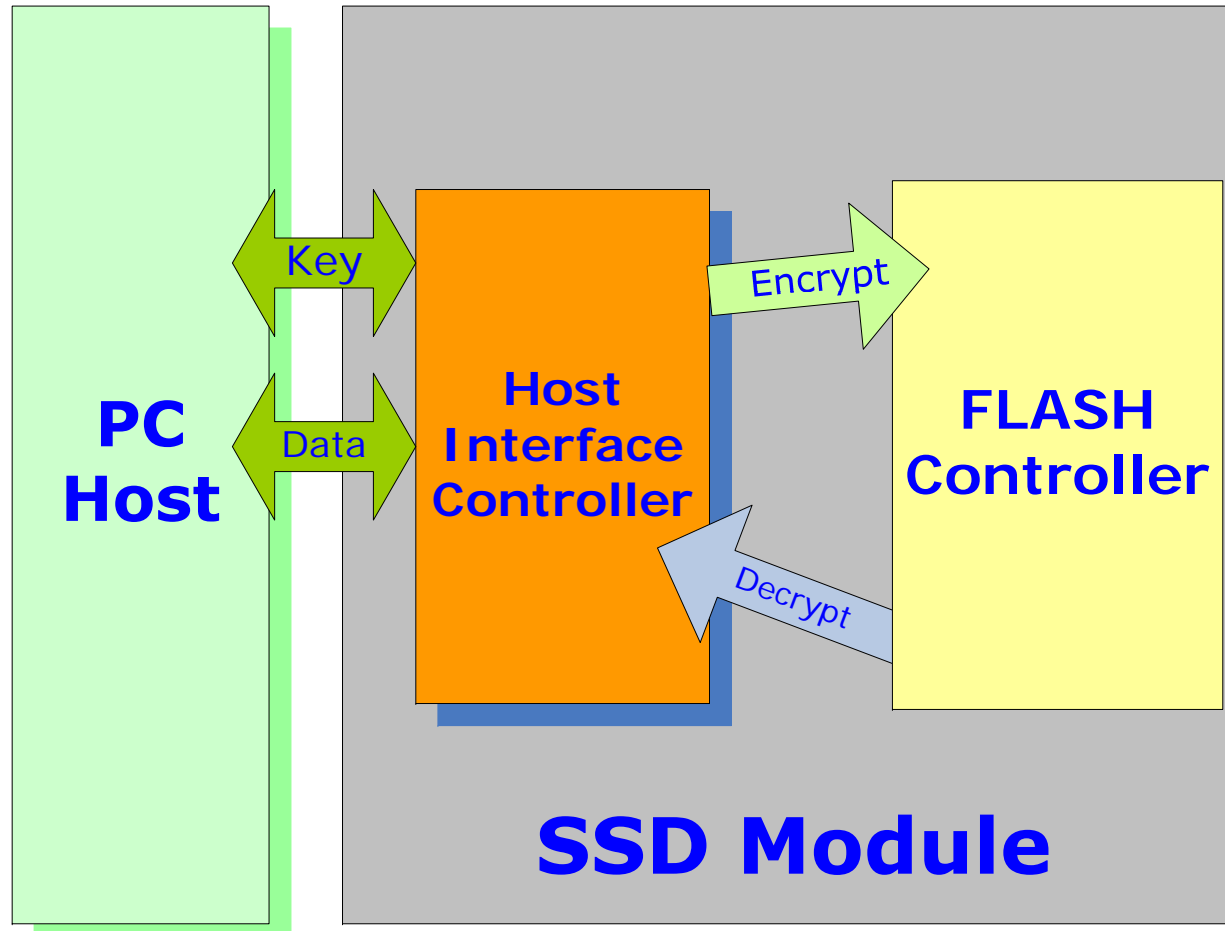 PC
Host
Key
Data
Host
Interface
Controller
Encrypt
Decrypt
FLASH
Controller
SSD Module